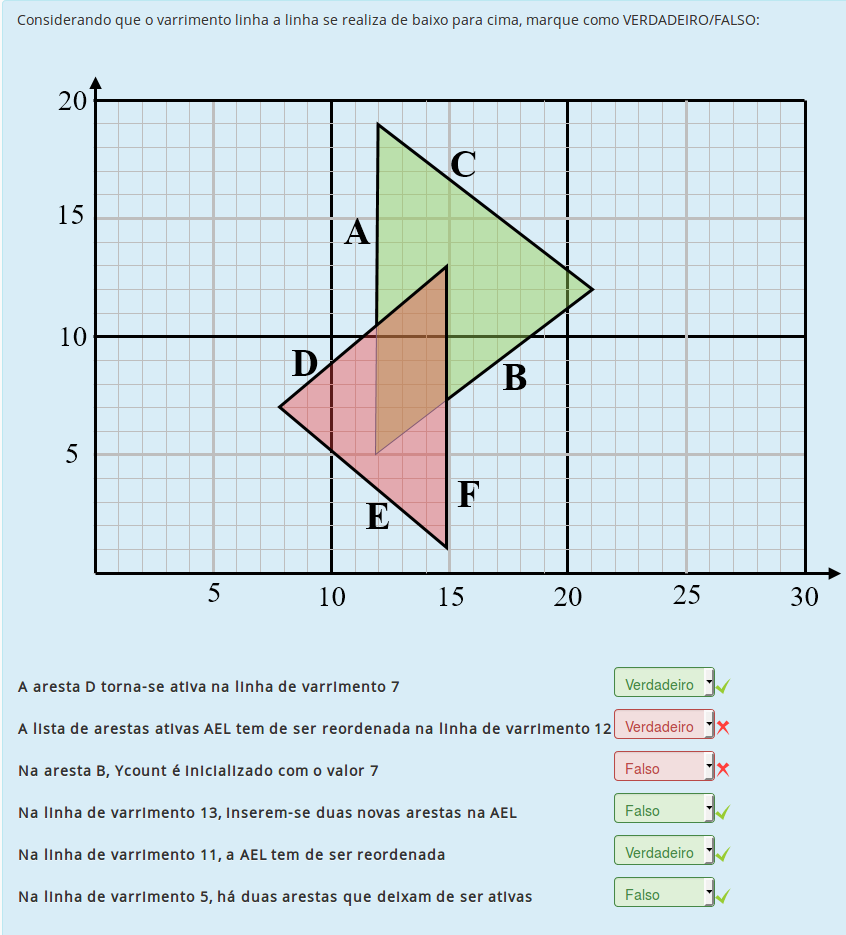 Considerando que o varrimento linha a linha se realiza de baixo para cima, marque como VERDADEIRO/FALSO:
20
C
15
A
10
D
B
5
F
E
5 10 15 20 25 30
A aresta D torna-se ativa na linha de varrimento 7 Verdadeiro
A lista de arestas ativas AEL tem de ser reordenada na linha de varrimento 12 Verdadeiro
Na aresta B, Ycount é inicializado com o valor 7 Falso
Na linha de varrimento 13, inserem-se duas novas arestas na AEL Falso
Na linha de varrimento 11, a AEL tem de ser reordenada Verdadeiro
Na linha de varrimento 5, há duas arestas que deixam de ser ativas Falso